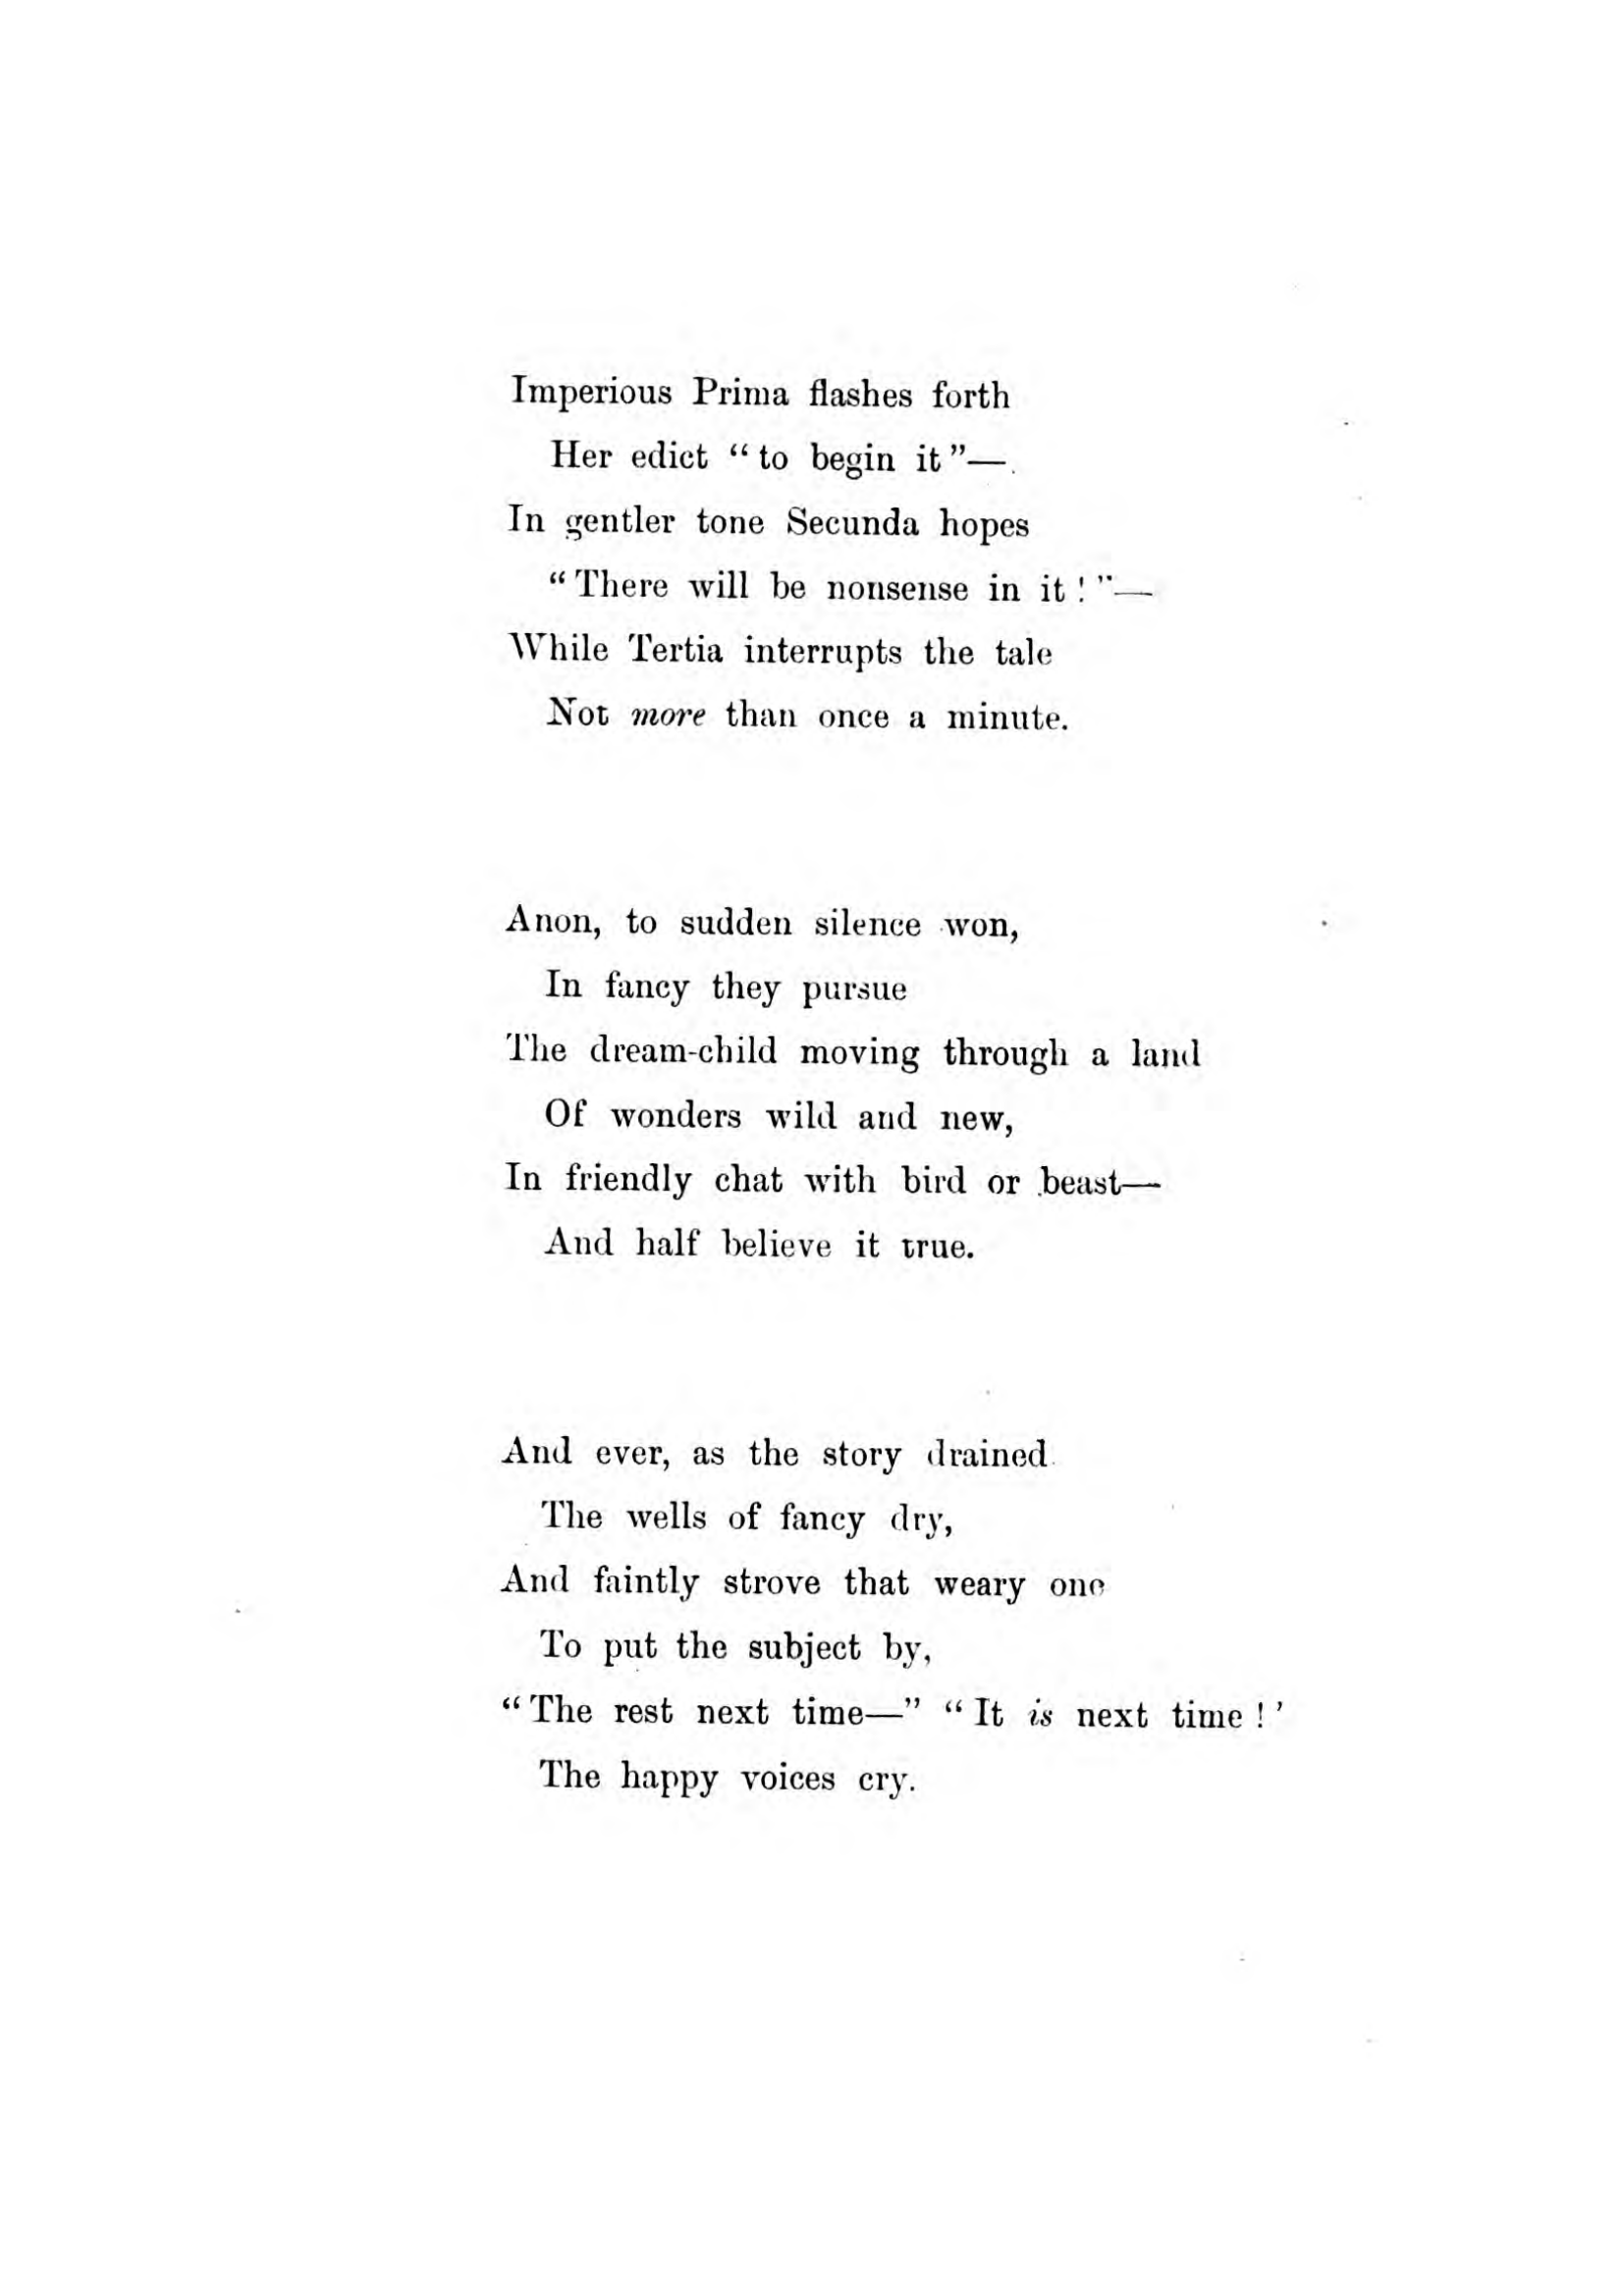 Imperious Prima flashes forth
Her edict “to begin it”—
In gentler tone Secunda hopes
“There will be nonsense in it!”—
While Tertia interrupts the tale
Not more than once a minute.
Anon, to sudden silence won,
In fancy they pursue
The dream-child moving through a land
Of wonders wild and new,
In friendly chat with bird or beast—
And half believe it true.
And ever, as the story drained
The wells of fancy dry,
And faintly strove that weary one
To put the subject by,
“The rest next time—” “It is next time!’
The happy voices cry.